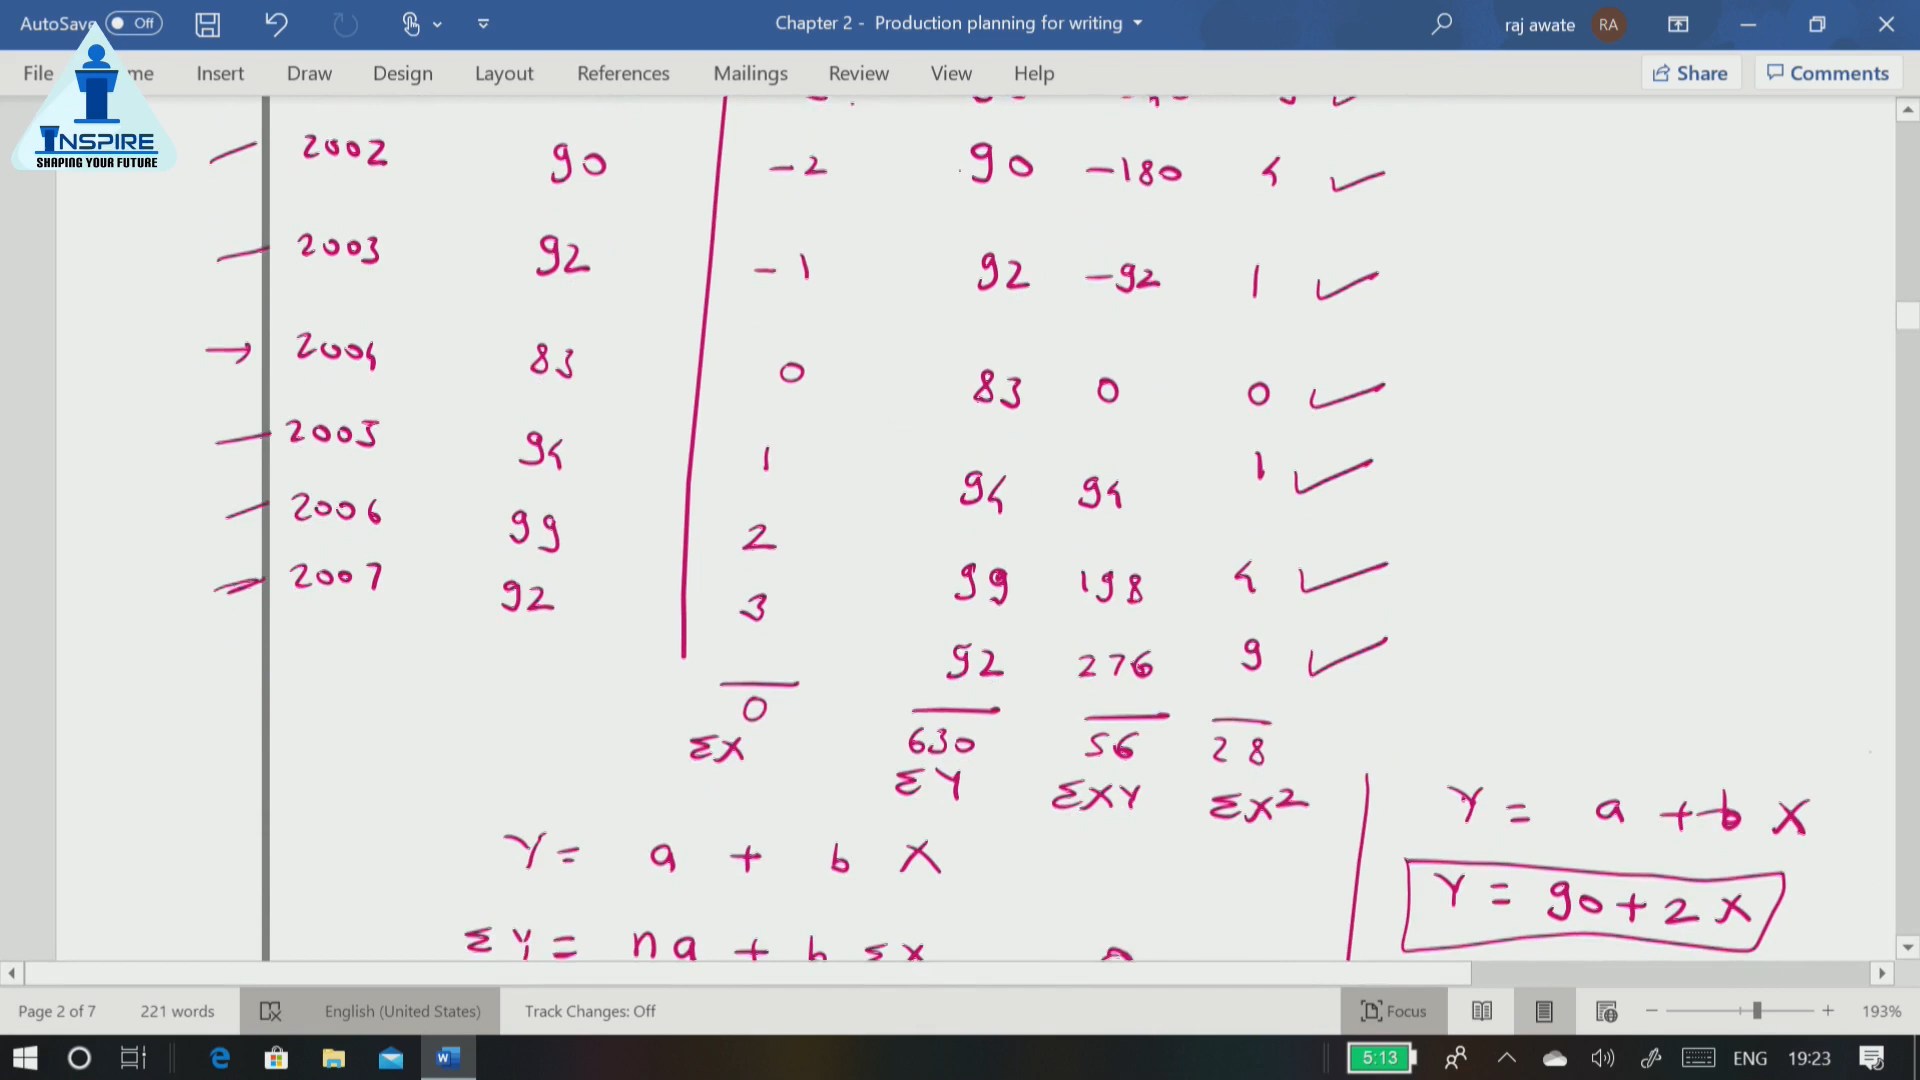 AutoSave Off
Chapter 2 - Production planning for writing
raj awate RA
File Insert Draw Design Layout References Mailings Review View Help Share Comments
INSPIRE
SHAPING YOUR FUTURE
2002 90 -2 90 -180 4
2003 92 -1 92 -92 1
2004 83 0 83 0 0
2005 94 1 94 94 1
2006 99 2 99 198 4
2007 92 3 92 276 9
0 630 56 28
ΣX ΣY ΣXY ΣX2
Y = a + b X
Y = a + b X
Y = 90 + 2 X
ΣY = na + b ΣX
Page 2 of 7 221 words English (United States) Track Changes: Off Focus 193%
5:13 ENG 19:23